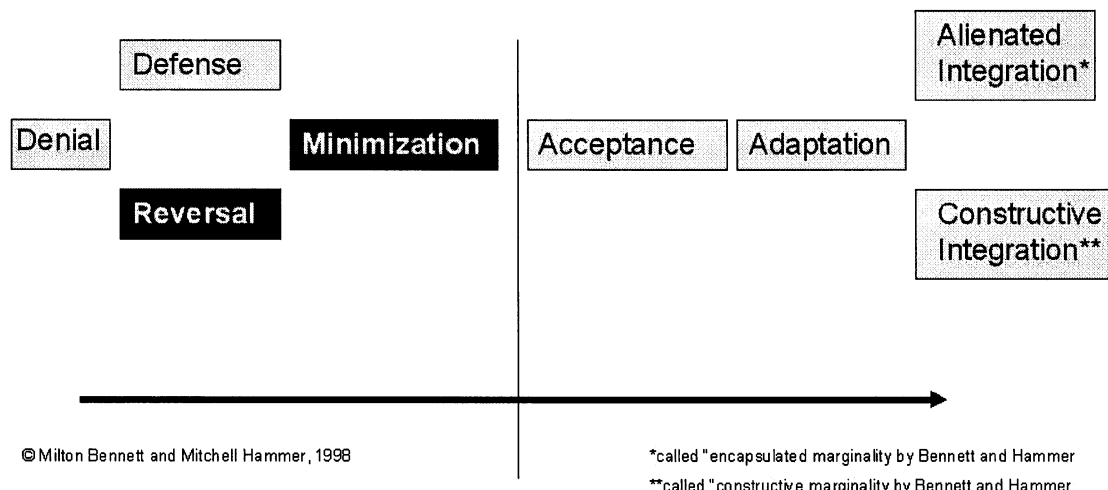 Alienated
Integration*
Defense
Denial
Minimization
Acceptance
Adaptation
Reversal
Constructive
Integration**
© Milton Bennett and Mitchell Hammer, 1998
*called "encapsulated marginality by Bennett and Hammer
**called "constructive marginality by Bennett and Hammer